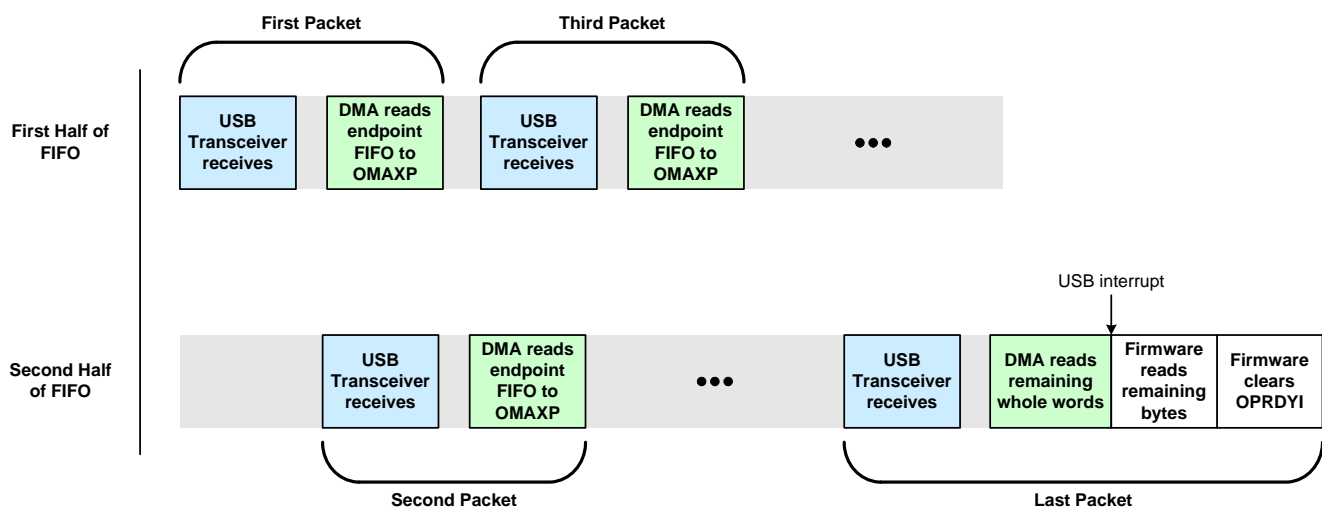 First Packet
Third Packet
First Half of
FIFO
USB
Transceiver
receives
DMA reads
endpoint
FIFO to
OMAXP
USB
Transceiver
receives
DMA reads
endpoint
FIFO to
OMAXP
•••
USB interrupt
Second Half
of FIFO
USB
Transceiver
receives
DMA reads
endpoint
FIFO to
OMAXP
•••
USB
Transceiver
receives
DMA reads
remaining
whole words
Firmware
reads
remaining
bytes
Firmware
clears
OPRDYI
Second Packet
Last Packet